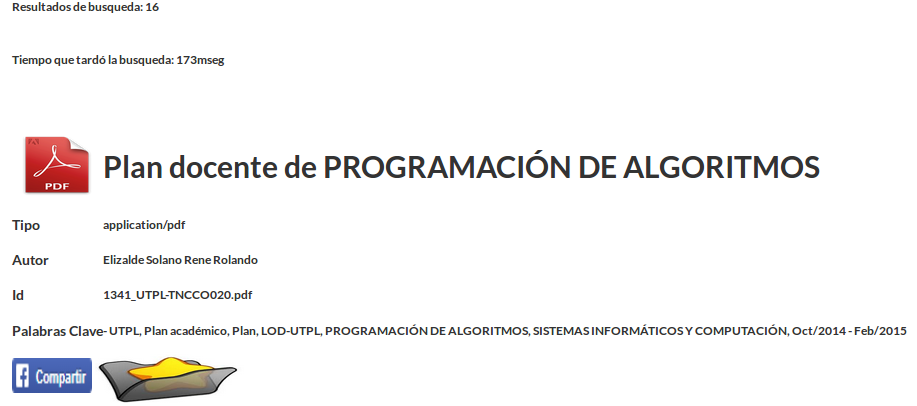 Resultados de busqueda: 16
Tiempo que tardó la busqueda: 173mseg
PDF
Plan docente de PROGRAMACIÓN DE ALGORITMOS
Tipo application/pdf
Autor Elizalde Solano Rene Rolando
Id 1341_UTPL-TNCCO020.pdf
Palabras Clave- UTPL, Plan académico, Plan, LOD-UTPL, PROGRAMACIÓN DE ALGORITMOS, SISTEMAS INFORMÁTICOS Y COMPUTACIÓN, Oct/2014 - Feb/2015
f Compartir